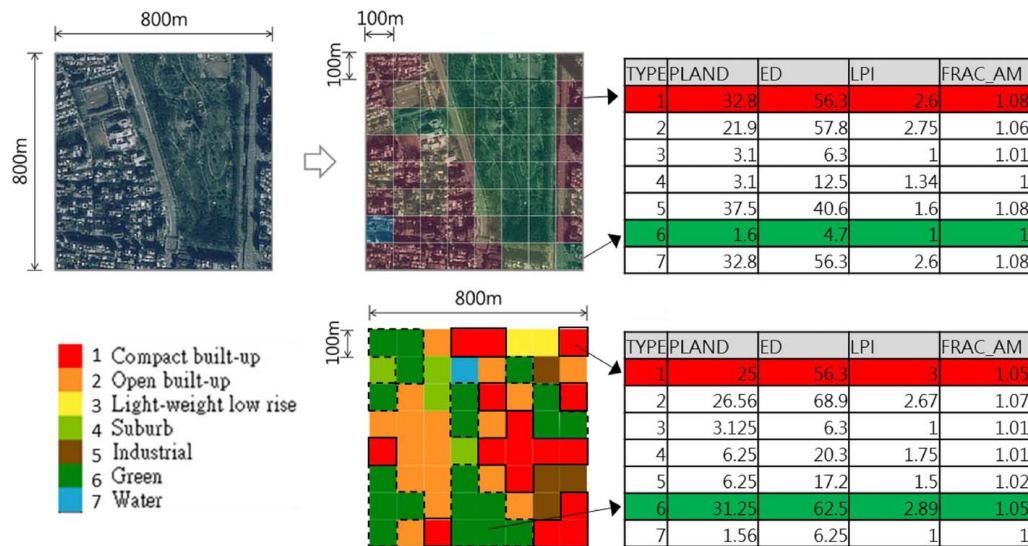 800m
100m
800m
100m
TYPE PLAND ED LPI FRAC_AM
1 32.8 56.3 2.6 1.08
2 21.9 57.8 2.75 1.06
3 3.1 6.3 1 1.01
4 3.1 12.5 1.34 1
5 37.5 40.6 1.6 1.08
6 1.6 4.7 1 1
7 32.8 56.3 2.6 1.08
800m
100m
1 Compact built-up
2 Open built-up
3 Light-weight low rise
4 Suburb
5 Industrial
6 Green
7 Water
TYPE PLAND ED LPI FRAC_AM
1 25 56.3 3 1.05
2 26.56 68.9 2.67 1.07
3 3.125 6.3 1 1.01
4 6.25 20.3 1.75 1.01
5 6.25 17.2 1.5 1.02
6 31.25 62.5 2.89 1.05
7 1.56 6.25 1 1